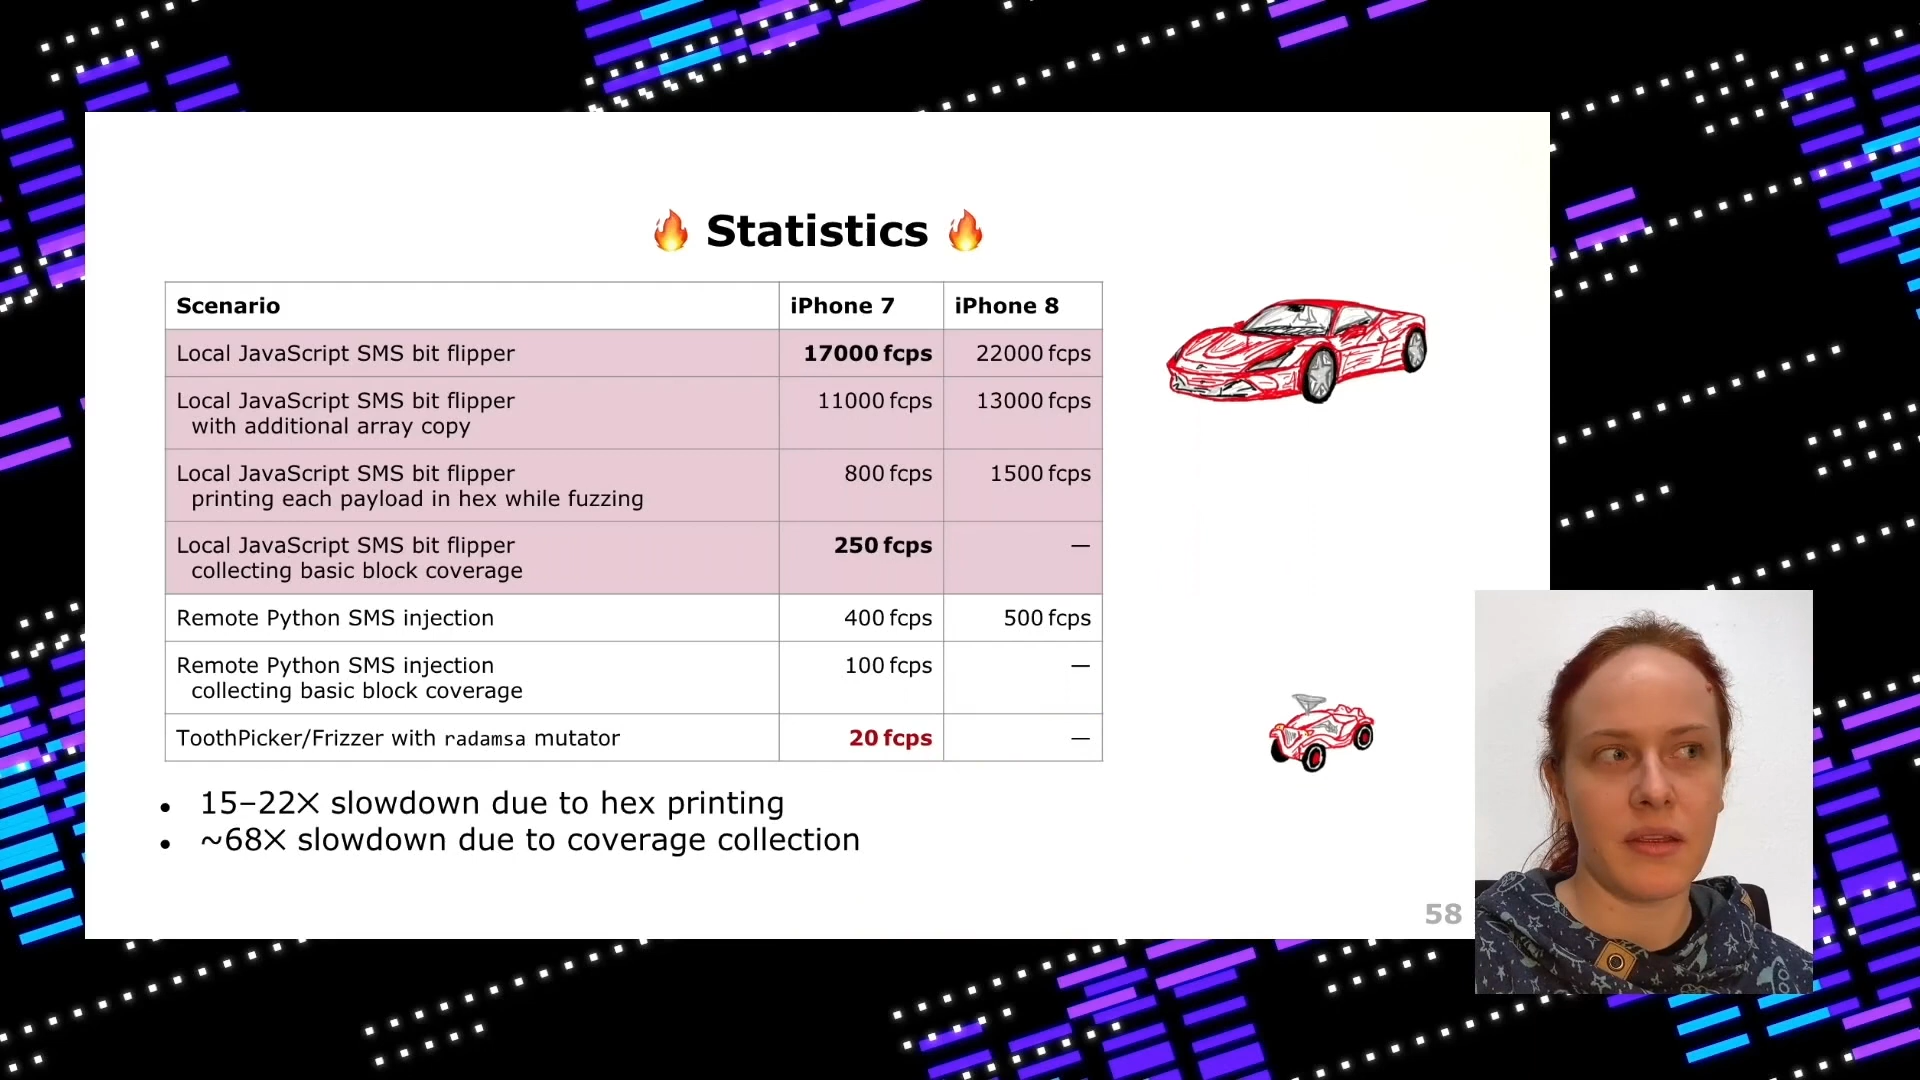 🔥 Statistics 🔥
Scenario iPhone 7 iPhone 8
Local JavaScript SMS bit flipper 17000 fcps 22000 fcps
Local JavaScript SMS bit flipper 11000 fcps 13000 fcps
with additional array copy
Local JavaScript SMS bit flipper 800 fcps 1500 fcps
printing each payload in hex while fuzzing
Local JavaScript SMS bit flipper 250 fcps —
collecting basic block coverage
Remote Python SMS injection 400 fcps 500 fcps
Remote Python SMS injection 100 fcps —
collecting basic block coverage
ToothPicker/Frizzer with radamsa mutator 20 fcps —
• 15–22× slowdown due to hex printing
• ~68× slowdown due to coverage collection
58